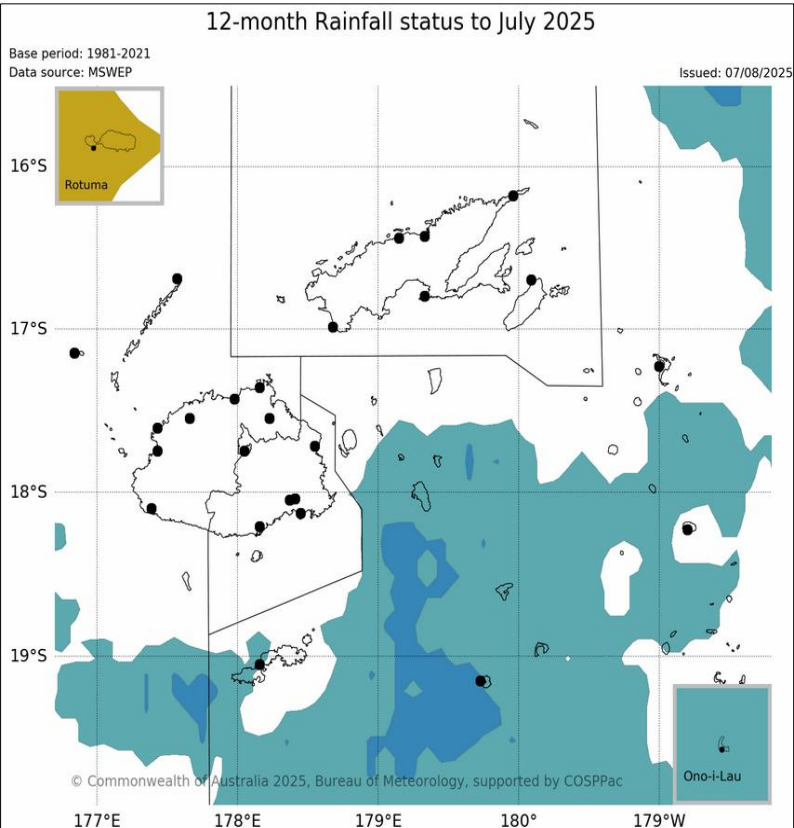 12-month Rainfall status to July 2025
Base period: 1981-2021
Data source: MSWEP
Issued: 07/08/2025
Rotuma
16°S
17°S
18°S
19°S
Ono-i-Lau
© Commonwealth of Australia 2025, Bureau of Meteorology, supported by COSPPac
177°E
178°E
179°E
180°
179°W